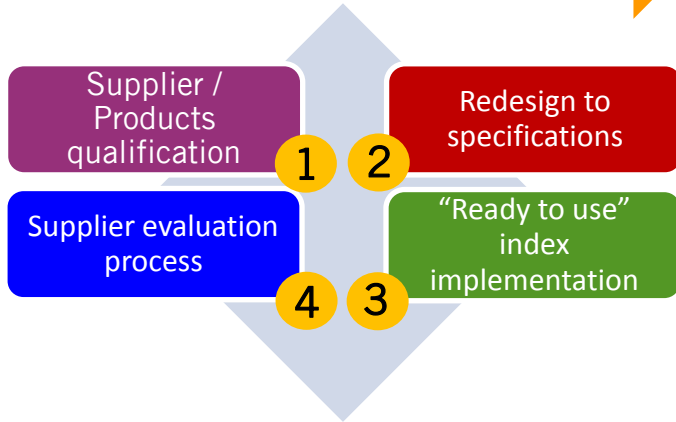 Supplier /
Products
qualification
1
2
Redesign to
specifications
Supplier evaluation
process
4
3
“Ready to use”
index
implementation